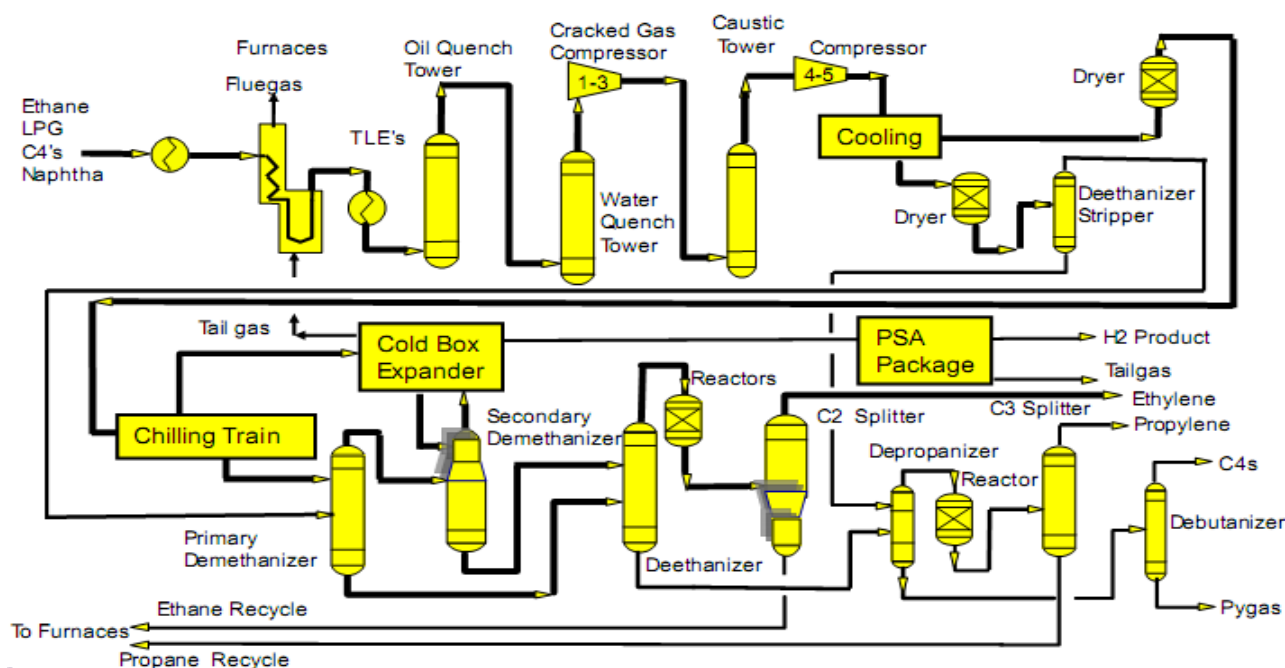 Furnaces
Fluegas
Ethane
LPG
C4's
Naphtha
TLE's
Oil Quench
Tower
Cracked Gas
Compressor
1-3
Water
Quench
Tower
Caustic
Tower
Compressor
4-5
Cooling
Dryer
Dryer
Deethanizer
Stripper
Tail gas
Cold Box
Expander
PSA
Package
H2 Product
Tailgas
Ethylene
Chilling Train
Secondary
Demethanizer
Reactors
C2 Splitter
C3 Splitter
Propylene
Depropanizer
Reactor
C4s
Debutanizer
Primary
Demethanizer
Deethanizer
Pygas
Ethane Recycle
To Furnaces
Propane Recycle